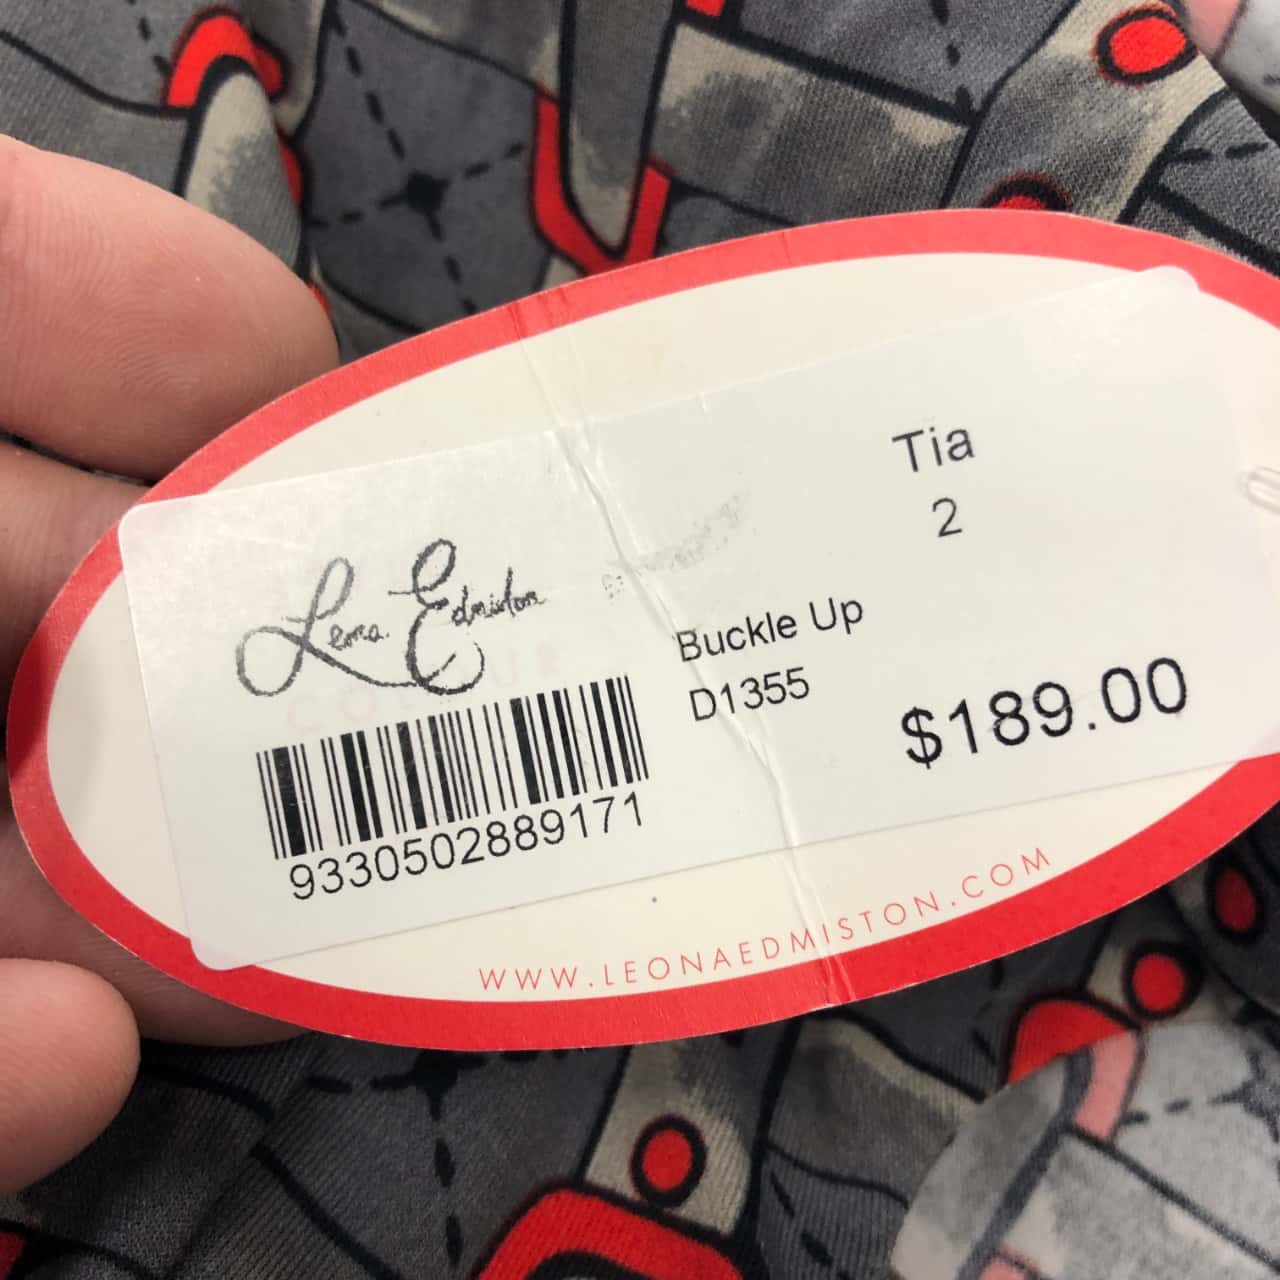 Tia
2
Leona Edmiston
Buckle Up
D1355
$189.00
9330502889171
WWW.LEONAEDMISTON.COM